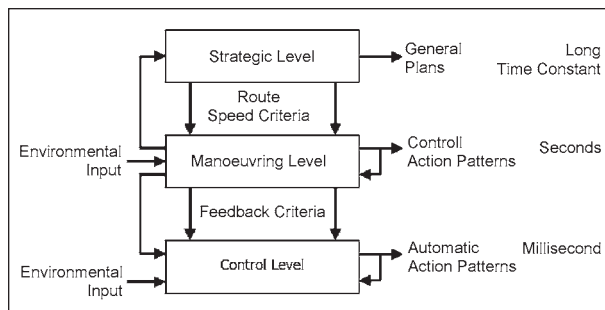 Strategic Level
General Long
Plans Time Constant
Route
Speed Criteria
Environmental
Input
Manoeuvring Level
Controll
Action Patterns Seconds
Feedback Criteria
Environmental
Input
Control Level
Automatic Millisecond
Action Patterns